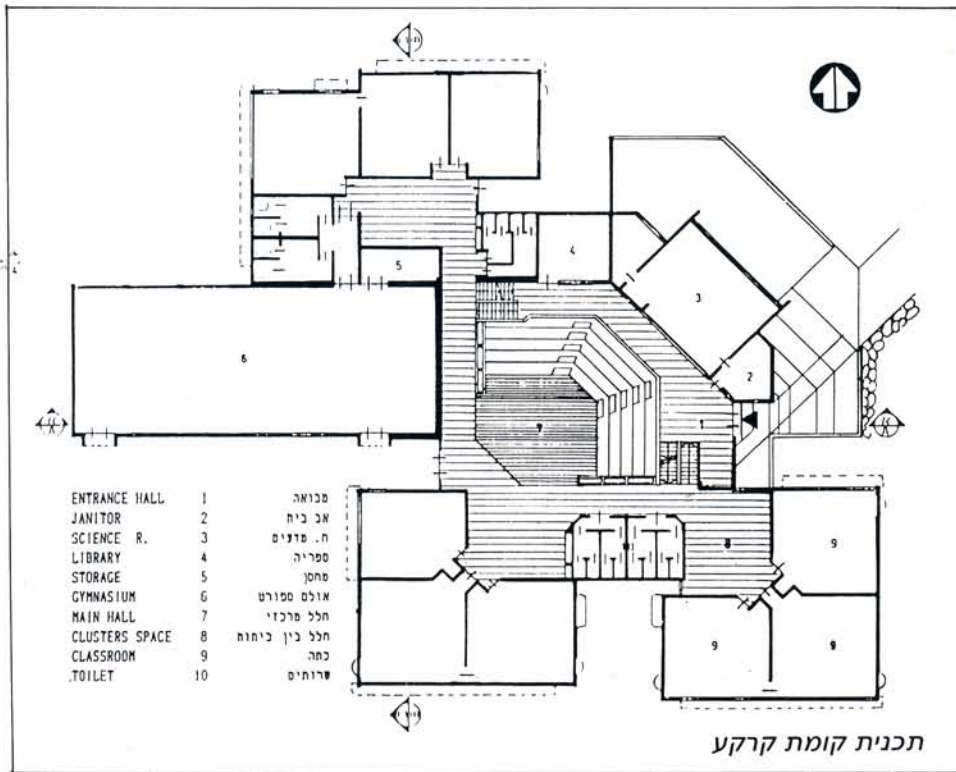 4
5
3
6
2
1
7
8
9
9
9
ENTRANCE HALL 1 מבואה
JANITOR 2 אב בית
SCIENCE R. 3 ח. מדעים
LIBRARY 4 ספריה
STORAGE 5 מחסן
GYMNASIUM 6 אולם ספורט
MAIN HALL 7 חלל מרכזי
CLUSTERS SPACE 8 חלל בין כיתות
CLASSROOM 9 כתה
TOILET 10 שרותים
תכנית קומת קרקע